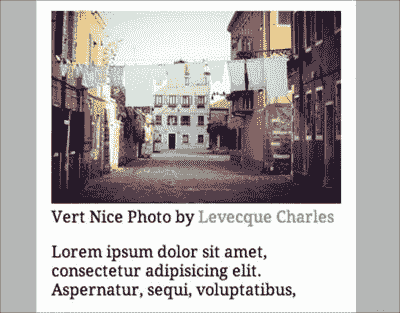 Vert Nice Photo by Levecque Charles
Lorem ipsum dolor sit amet,
consectetur adipisicing elit.
Aspernatur, sequi, voluptatibus,